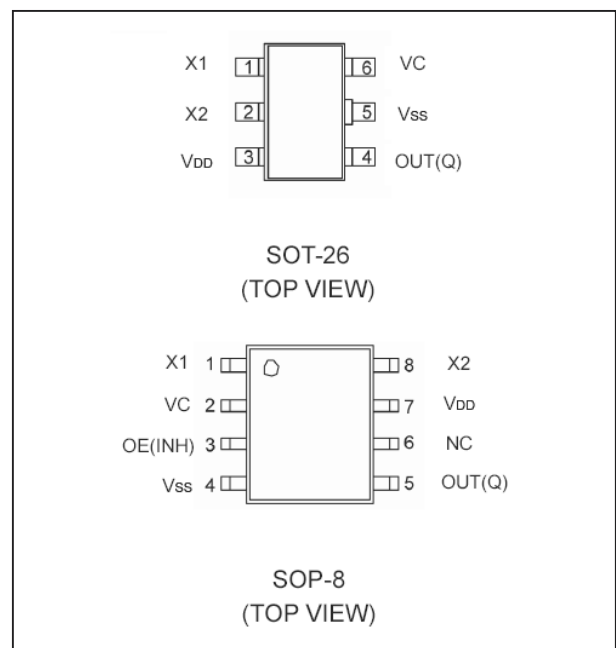 X1 1 6 VC
X2 2 5 Vss
VDD 3 4 OUT(Q)
SOT-26
(TOP VIEW)
X1 1 8 X2
VC 2 7 VDD
OE(INH) 3 6 NC
Vss 4 5 OUT(Q)
SOP-8
(TOP VIEW)